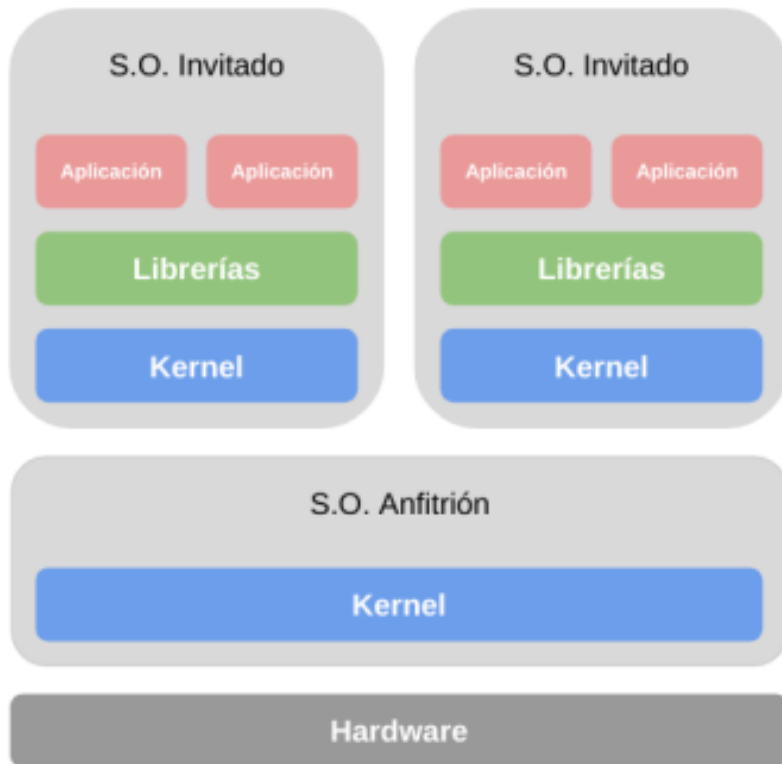 S.O. Invitado S.O. Invitado
Aplicación Aplicación Aplicación Aplicación
Librerías Librerías
Kernel Kernel
S.O. Anfitrión
Kernel
Hardware